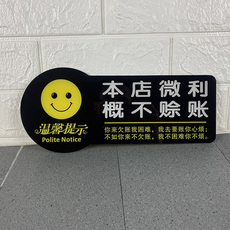 温馨提示
Polite Notice
本店微利
概不赊账
你来欠账我困难，我去要账你心烦；
不如你来不欠账，我不困难你不烦。